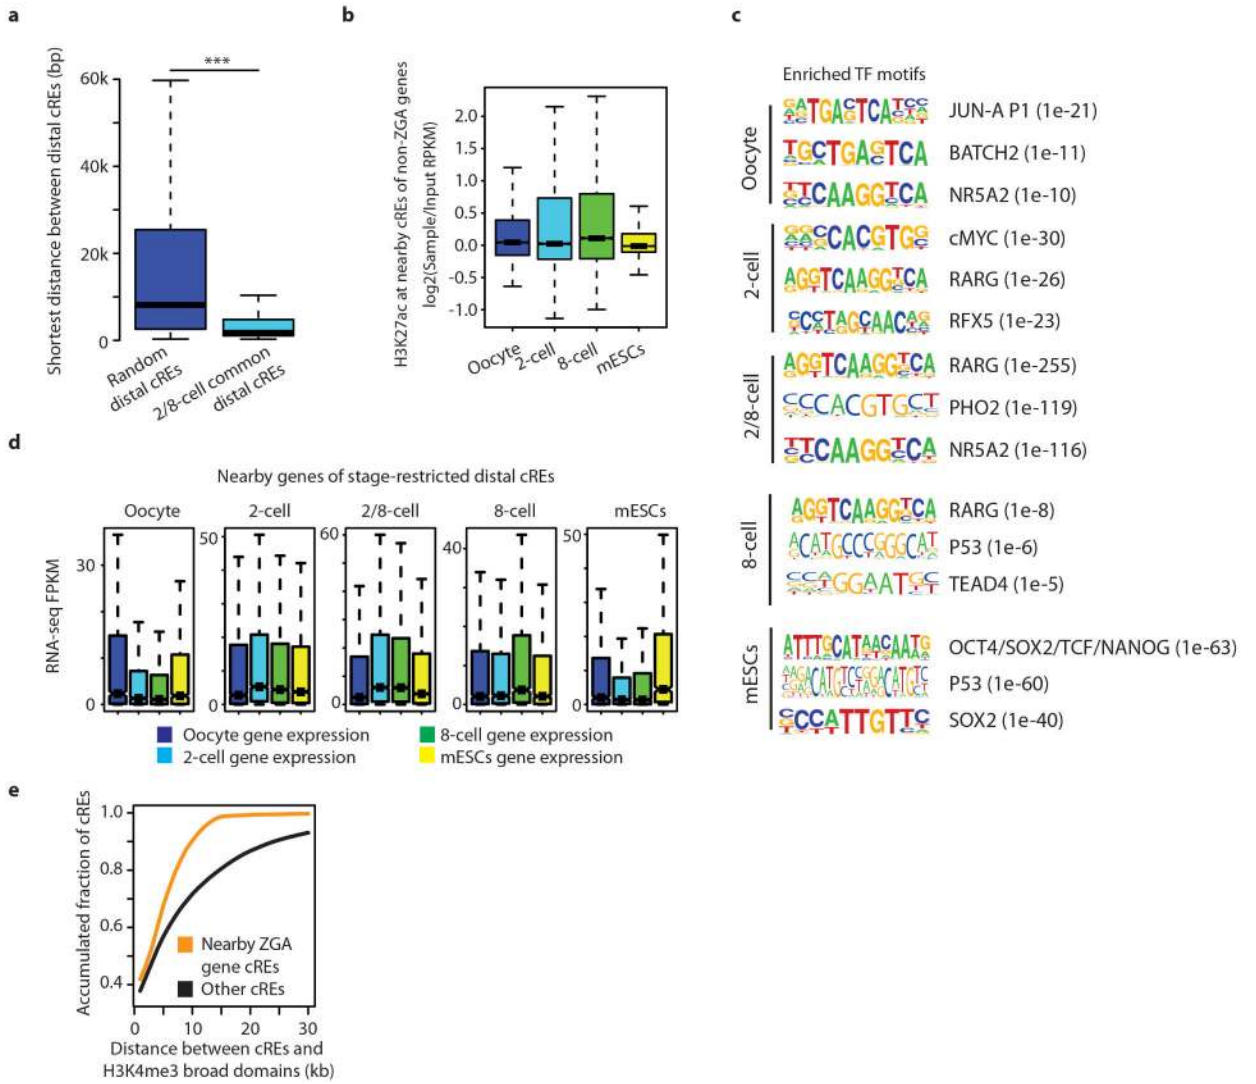 a
Shortest distance between distal cREs (bp)
***
60k
40k
20k
0
Random
distal cREs
2/8-cell common
distal cREs
b
H3K27ac at nearby cREs of non-ZGA genes
log2(Sample/Input RPKM)
2.0
1.5
1.0
0.5
0.0
-0.5
-1.0
Oocyte
2-cell
8-cell
mESCs
c
Enriched TF motifs
Oocyte
JUN-A P1 (1e-21)
BATCH2 (1e-11)
NR5A2 (1e-10)
2-cell
cMYC (1e-30)
RARG (1e-26)
RFX5 (1e-23)
2/8-cell
RARG (1e-255)
PHO2 (1e-119)
NR5A2 (1e-116)
8-cell
RARG (1e-8)
P53 (1e-6)
TEAD4 (1e-5)
mESCs
OCT4/SOX2/TCF/NANOG (1e-63)
P53 (1e-60)
SOX2 (1e-40)
d
Nearby genes of stage-restricted distal cREs
Oocyte
2-cell
2/8-cell
8-cell
mESCs
RNA-seq FPKM
30
0
50
0
60
0
40
0
50
0
Oocyte gene expression
2-cell gene expression
8-cell gene expression
mESCs gene expression
e
Accumulated fraction of cREs
1.0
0.8
0.6
0.4
Nearby ZGA
gene cREs
Other cREs
0 10 20 30
Distance between cREs and
H3K4me3 broad domains (kb)